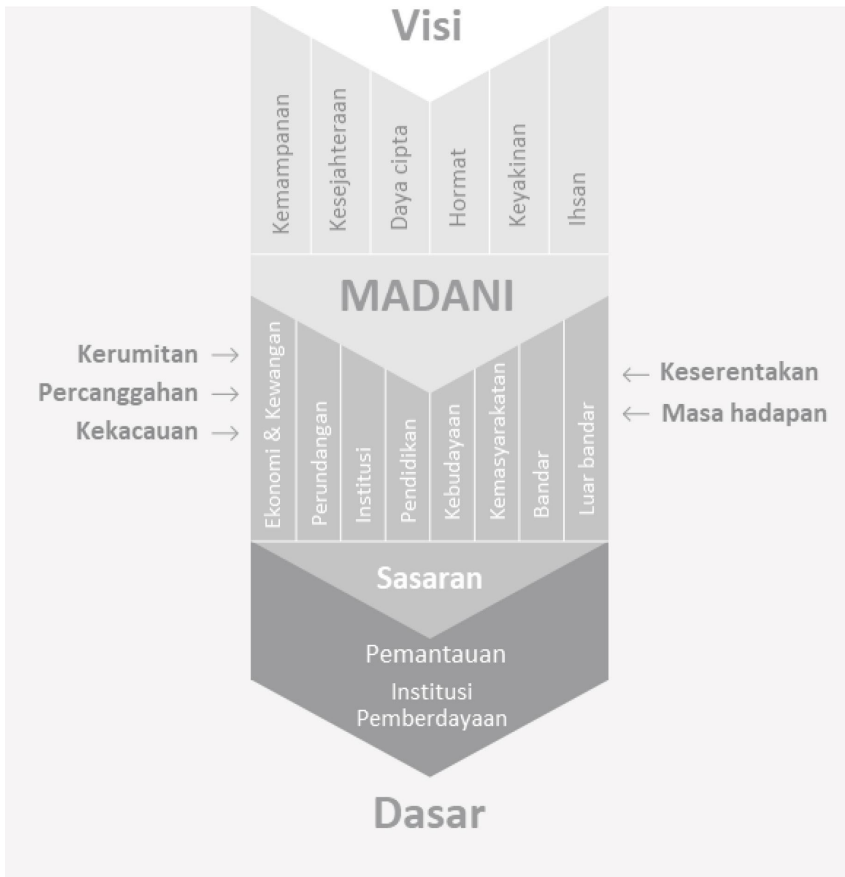 Visi
Kemampanan
Kesejahteraan
Daya cipta
Hormat
Keyakinan
Ihsan
MADANI
Kerumitan
Percanggahan
Kekacauan
Ekonomi & Kewangan
Perundangan
Institusi
Pendidikan
Kebudayaan
Kemasyarakatan
Bandar
Luar bandar
Keserentakan
Masa hadapan
Sasaran
Pemantauan
Institusi
Pemberdayaan
Dasar